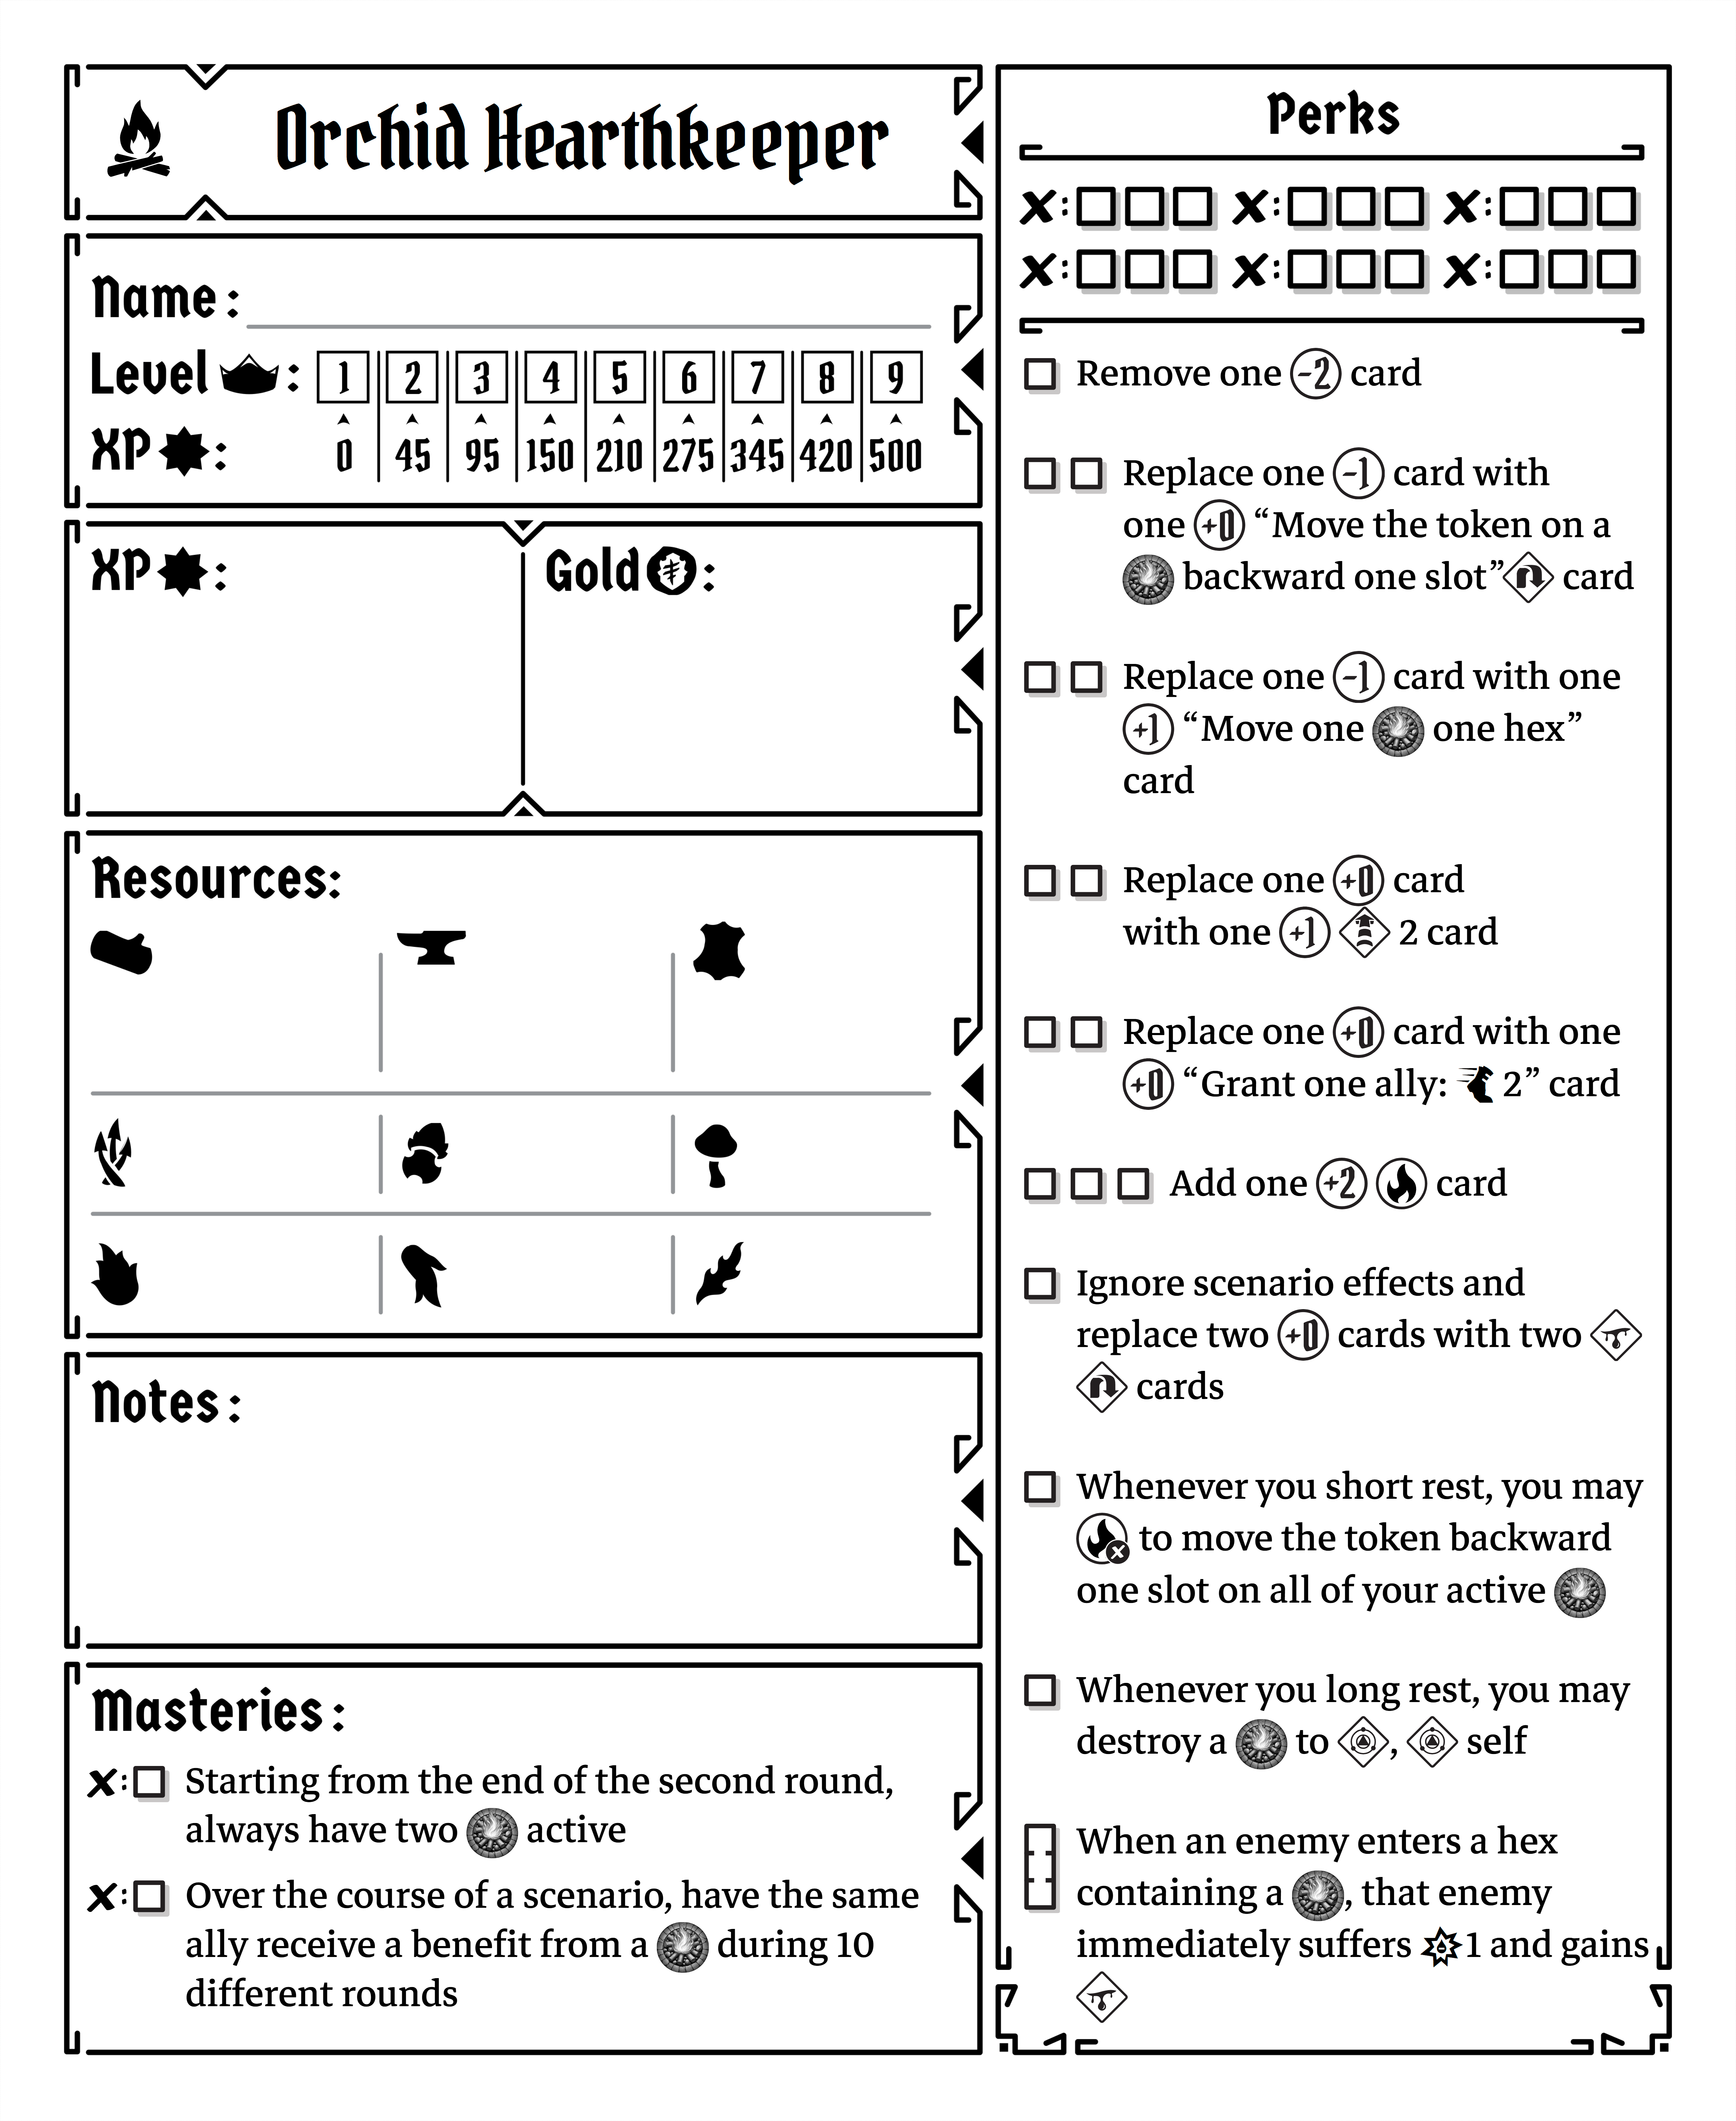 Orchid Hearthkeeper
Name :
Level : 1 2 3 4 5 6 7 8 9
XP : 0 45 95 150 210 275 345 420 500
XP : Gold :
Resources:
Notes :
Masteries :
x: Starting from the end of the second round,
always have two active
x: Over the course of a scenario, have the same
ally receive a benefit from a during 10
different rounds
Perks
x: x: x:
x: x: x:
Remove one -2 card
Replace one -1 card with
one +0 “Move the token on a
backward one slot” card
Replace one -1 card with one
+1 “Move one one hex”
card
Replace one +0 card
with one +1 2 card
Replace one +0 card with one
+0 “Grant one ally: 2” card
Add one +2 card
Ignore scenario effects and
replace two +0 cards with two
cards
Whenever you short rest, you may
to move the token backward
one slot on all of your active
Whenever you long rest, you may
destroy a to , self
When an enemy enters a hex
containing a , that enemy
immediately suffers 1 and gains